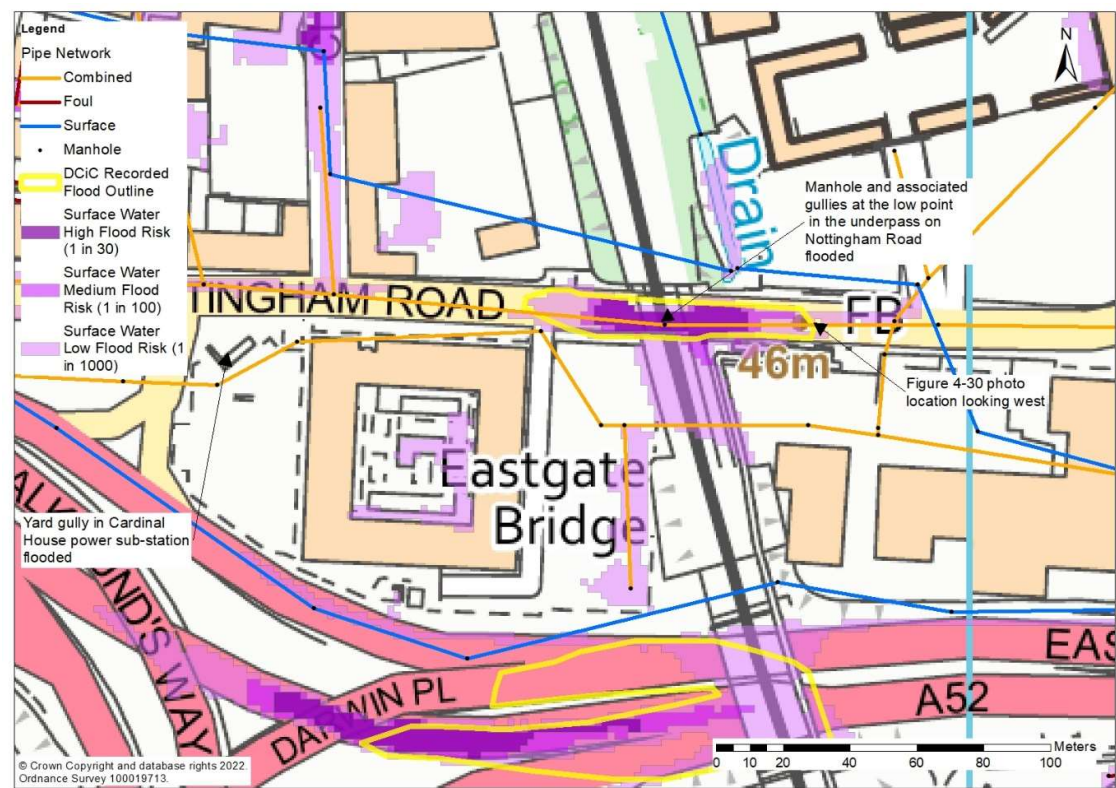 Legend
Pipe Network
Combined
Foul
Surface
Manhole
DCiC Recorded
Flood Outline
Surface Water
High Flood Risk
(1 in 30)
Surface Water
Medium Flood
Risk (1 in 100)
Surface Water
Low Flood Risk (1
in 1000)
N
Drain
Manhole and associated
gullies at the low point
in the underpass on
Nottingham Road
flooded
TINGHAM ROAD
FB
46m
Figure 4-30 photo
location looking west
Eastgate
Bridge
Yard gully in Cardinal
House power sub-station
flooded
ALK
OND'S WAY
DARWIN PL
EAS
A52
Meters
0 10 20 40 60 80 100
© Crown Copyright and database rights 2022.
Ordnance Survey 100019713.